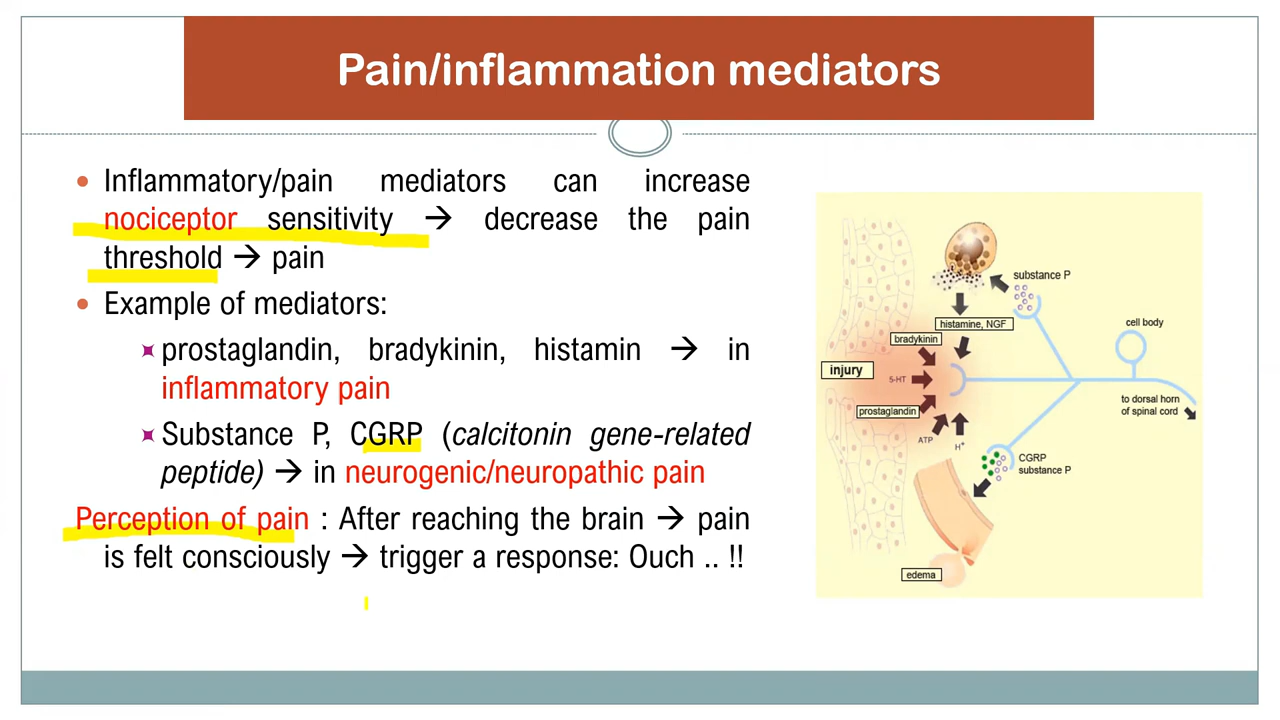 Pain/inflammation mediators
• Inflammatory/pain mediators can increase
nociceptor sensitivity → decrease the pain
threshold → pain
• Example of mediators:
prostaglandin, bradykinin, histamin → in
inflammatory pain
Substance P, CGRP (calcitonin gene-related
peptide) → in neurogenic/neuropathic pain
Perception of pain : After reaching the brain → pain
is felt consciously → trigger a response: Ouch .. !!
substance P
histamine, NGF
bradykinin
cell body
injury
5-HT
prostaglandin
to dorsal horn
of spinal cord
ATP
H+
CGRP
substance P
edema